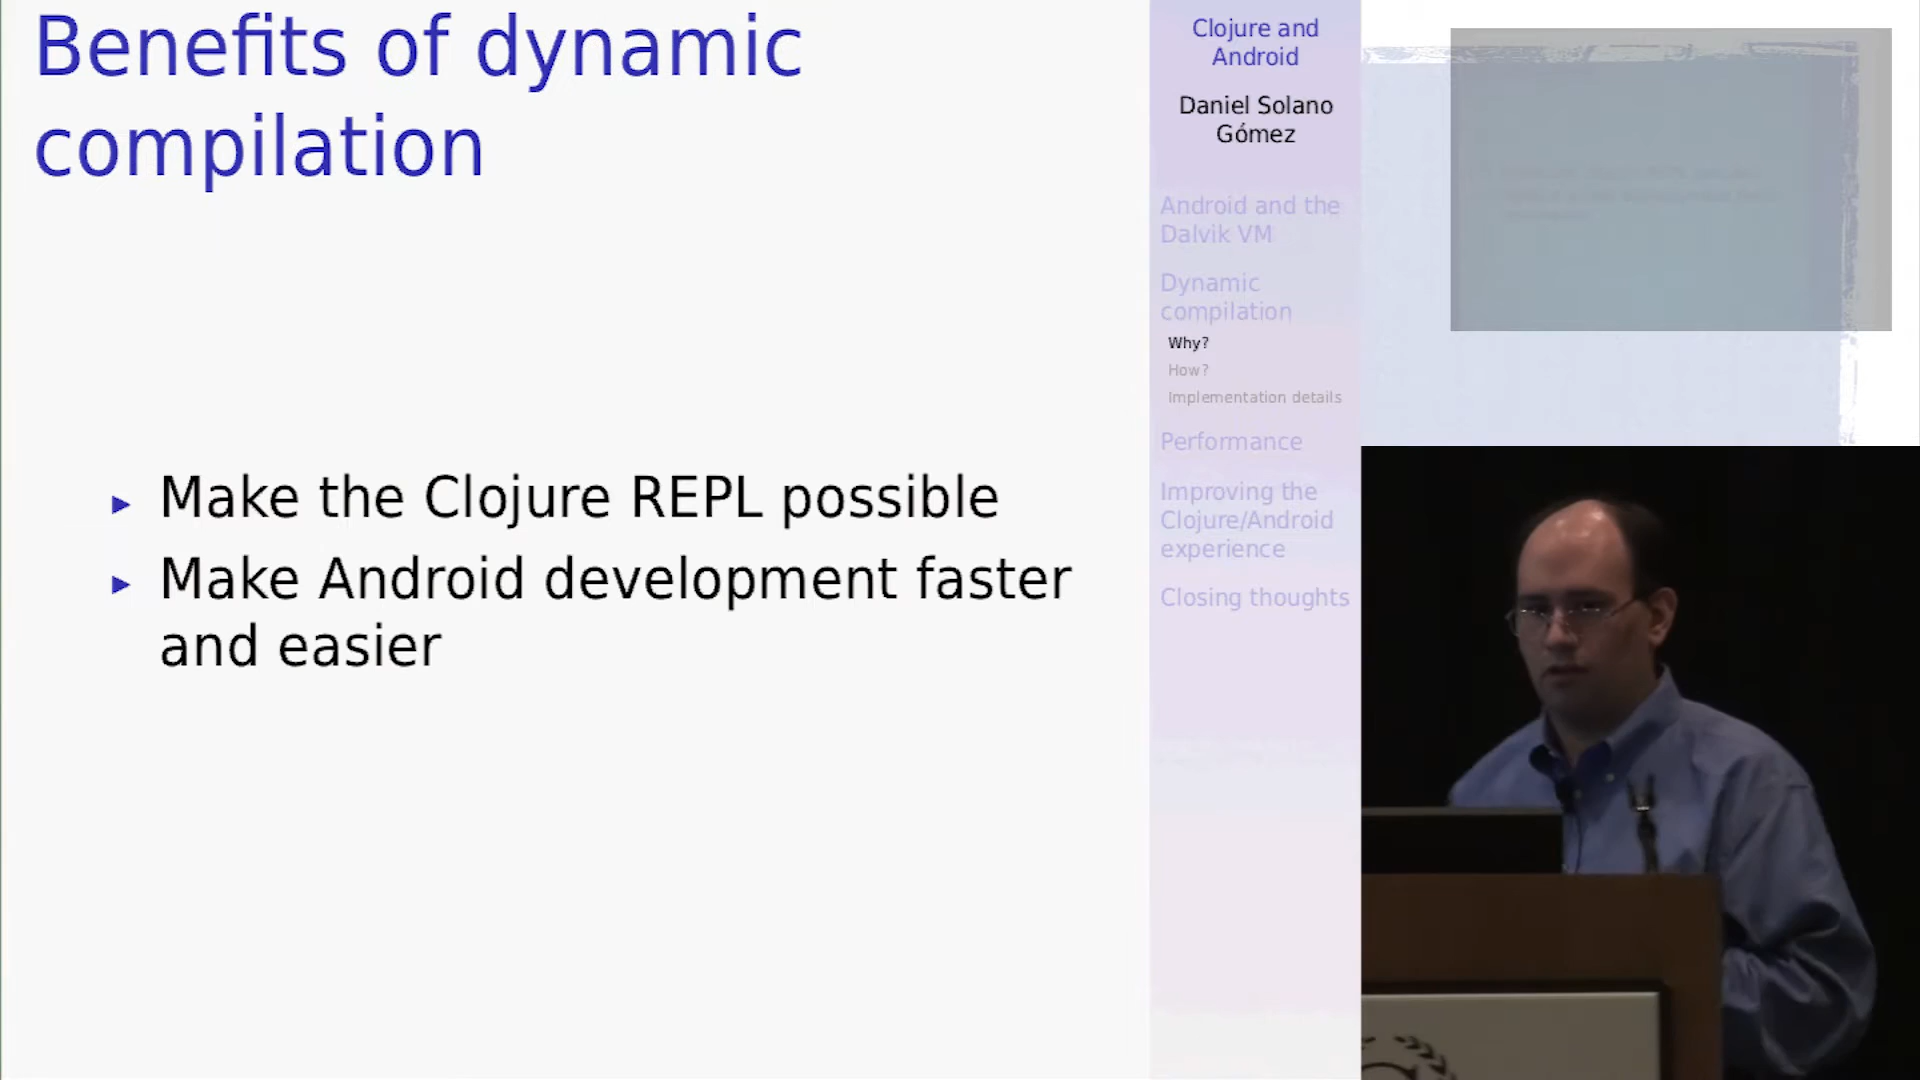 Benefits of dynamic
compilation
Make the Clojure REPL possible
Make Android development faster
and easier
Clojure and
Android
Daniel Solano
Gómez
Android and the
Dalvik VM
Dynamic
compilation
Why?
How?
Implementation details
Performance
Improving the
Clojure/Android
experience
Closing thoughts